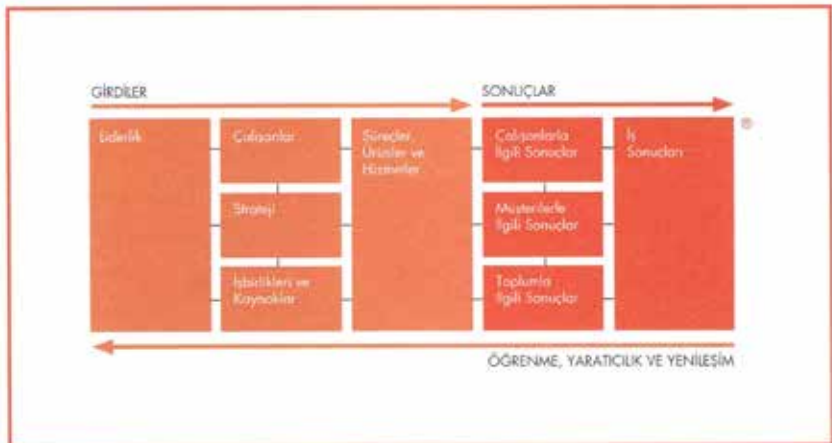 GİRDİLER
SONUÇLAR
Liderlik
Çalışanlar
Süreçler,
Ürünler ve
Hizmetler
Çalışanlarla
İlgili Sonuçlar
İş
Sonuçları
®
Strateji
Müşterilerle
İlgili Sonuçlar
İşbirlikleri ve
Kaynaklar
Toplumla
İlgili Sonuçlar
ÖĞRENME, YARATICILIK VE YENİLEŞİM